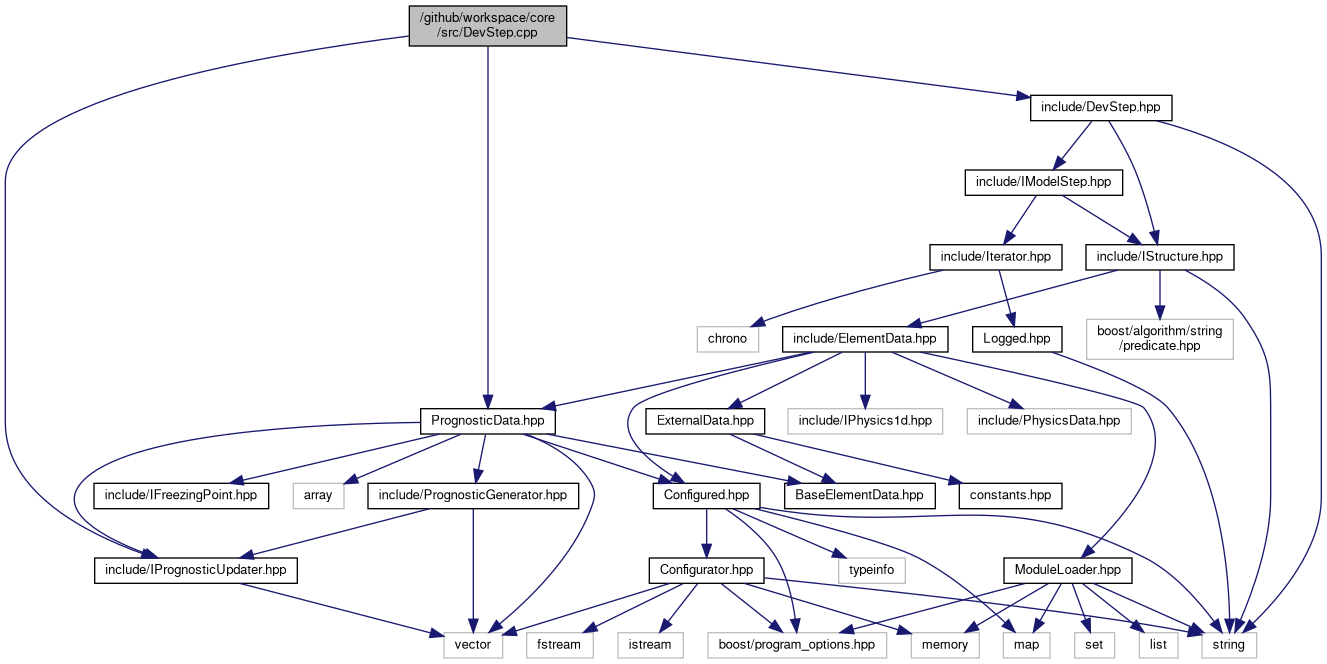 /github/workspace/core
/src/DevStep.cpp
include/DevStep.hpp
include/IModelStep.hpp
include/Iterator.hpp
include/IStructure.hpp
chrono
include/ElementData.hpp
Logged.hpp
boost/algorithm/string
/predicate.hpp
PrognosticData.hpp
ExternalData.hpp
include/IPhysics1d.hpp
include/PhysicsData.hpp
include/IFreezingPoint.hpp
array
include/PrognosticGenerator.hpp
Configured.hpp
BaseElementData.hpp
constants.hpp
include/IPrognosticUpdater.hpp
Configurator.hpp
typeinfo
ModuleLoader.hpp
vector
fstream
istream
boost/program_options.hpp
memory
map
set
list
string